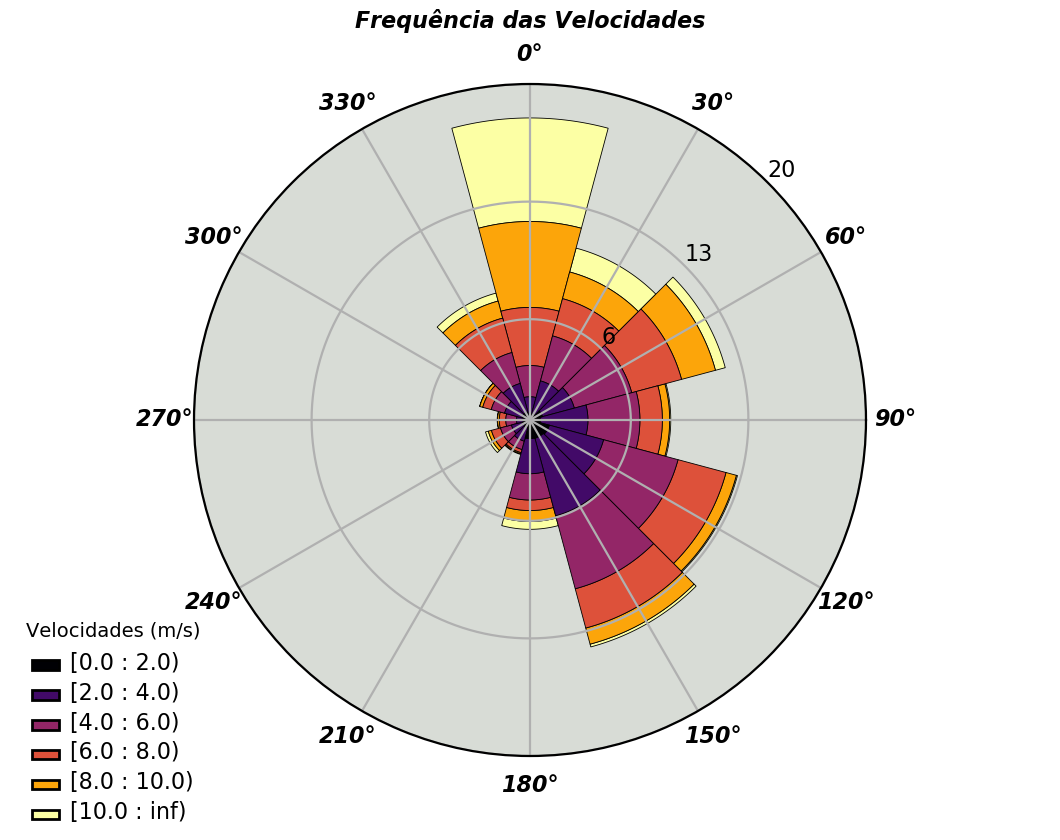 Frequência das Velocidades
0°
330°
30°
20
300°
60°
13
6
270°
90°
240°
120°
210°
150°
180°
Velocidades (m/s)
[0.0 : 2.0)
[2.0 : 4.0)
[4.0 : 6.0)
[6.0 : 8.0)
[8.0 : 10.0)
[10.0 : inf)